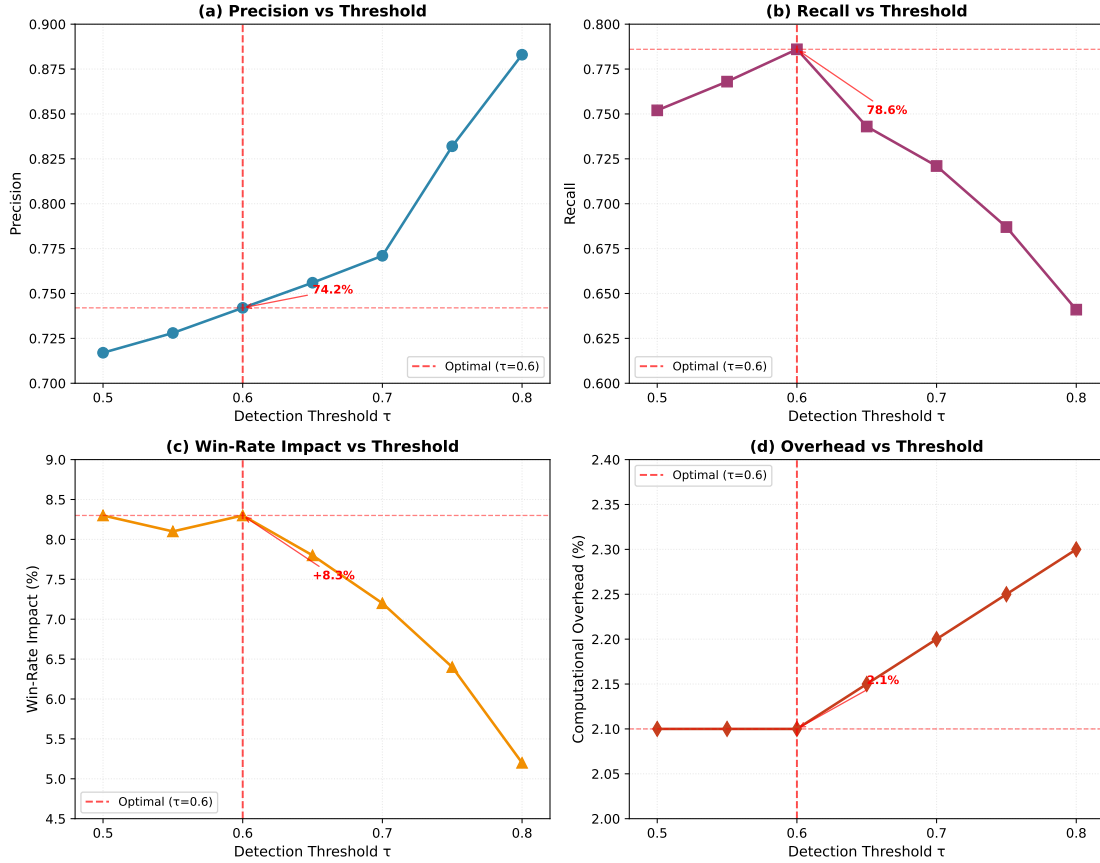 (a) Precision vs Threshold
0.900
0.875
0.850
0.825
0.800
0.775
0.750
0.725
0.700
Precision
74.2%
Optimal (τ=0.6)
0.5 0.6 0.7 0.8
Detection Threshold τ
(b) Recall vs Threshold
0.800
0.775
0.750
0.725
0.700
0.675
0.650
0.625
0.600
Recall
78.6%
Optimal (τ=0.6)
0.5 0.6 0.7 0.8
Detection Threshold τ
(c) Win-Rate Impact vs Threshold
9.0
8.5
8.0
7.5
7.0
6.5
6.0
5.5
5.0
4.5
Win-Rate Impact (%)
+8.3%
Optimal (τ=0.6)
0.5 0.6 0.7 0.8
Detection Threshold τ
(d) Overhead vs Threshold
2.40
2.35
2.30
2.25
2.20
2.15
2.10
2.05
2.00
Computational Overhead (%)
Optimal (τ=0.6)
2.1%
0.5 0.6 0.7 0.8
Detection Threshold τ